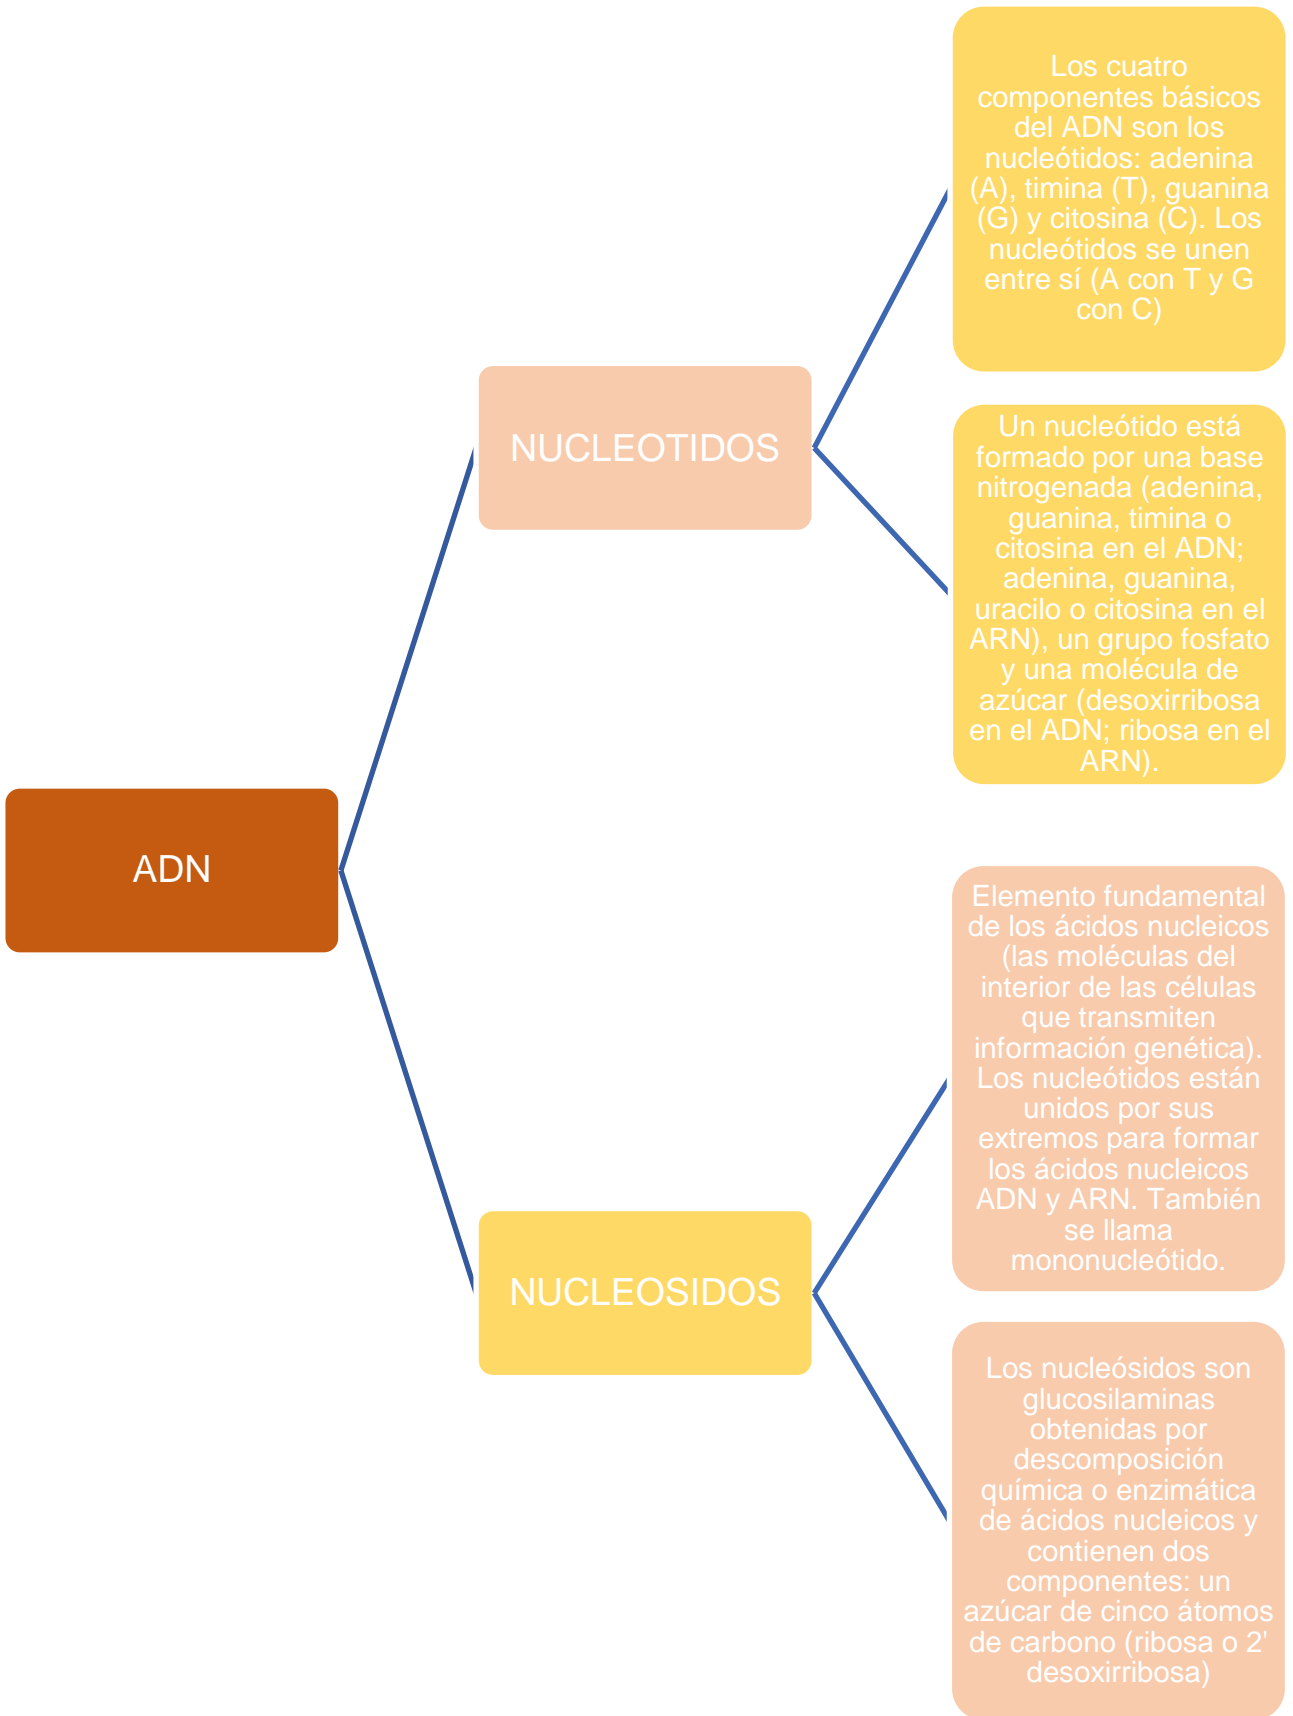 Los cuatro
componentes básicos
del ADN son los
nucleótidos: adenina
(A), timina (T), guanina
(G) y citosina (C). Los
nucleótidos se unen
entre sí (A con T y G
con C)
NUCLEOTIDOS
Un nucleótido está
formado por una base
nitrogenada (adenina,
guanina, timina o
citosina en el ADN;
adenina, guanina,
uracilo o citosina en el
ARN), un grupo fosfato
y una molécula de
azúcar (desoxirribosa
en el ADN; ribosa en el
ARN).
ADN
Elemento fundamental
de los ácidos nucleicos
(las moléculas del
interior de las células
que transmiten
información genética).
Los nucleótidos están
unidos por sus
extremos para formar
los ácidos nucleicos
ADN y ARN. También
se llama
mononucleótido.
NUCLEOSIDOS
Los nucleósidos son
glucosilaminas
obtenidas por
descomposición
química o enzimática
de ácidos nucleicos y
contienen dos
componentes: un
azúcar de cinco átomos
de carbono (ribosa o 2'
desoxirribosa)